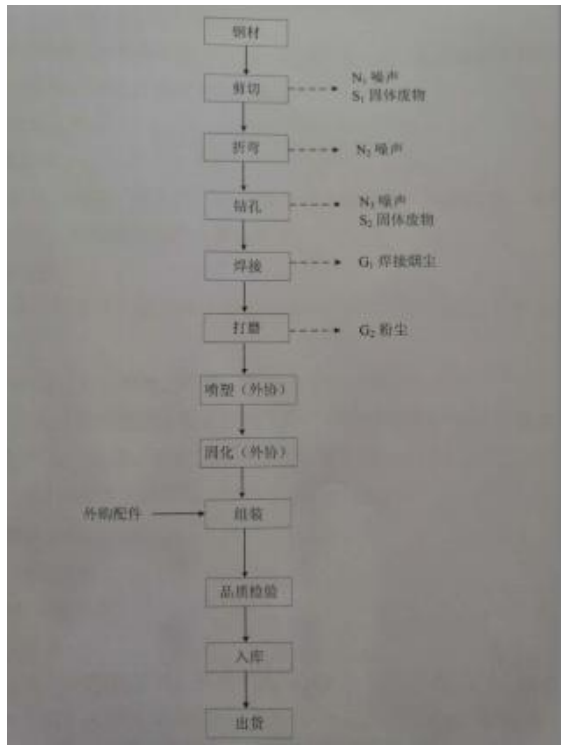 钢材
剪切
N₁ 噪声
S₁ 固体废物
折弯
N₂ 噪声
钻孔
N₃ 噪声
S₂ 固体废物
焊接
G₁ 焊接烟尘
打磨
G₂ 粉尘
喷塑（外协）
固化（外协）
外购配件
组装
品质检验
入库
出货